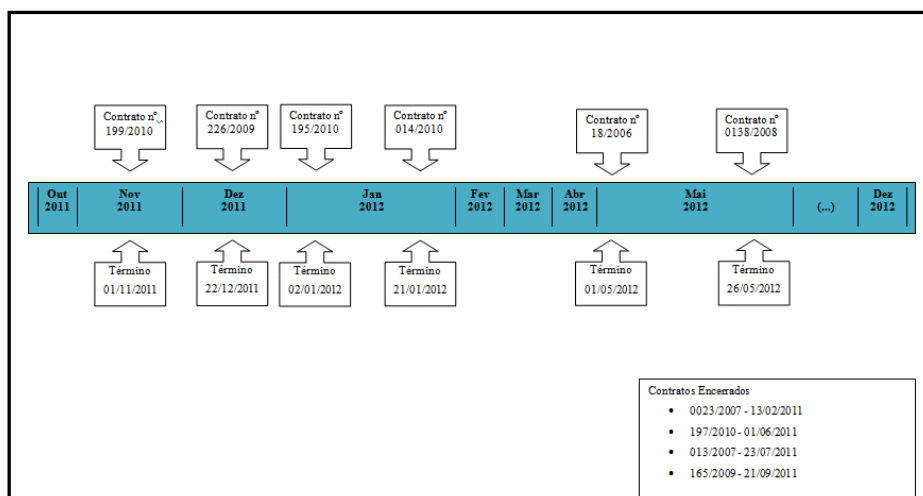 Contrato nº
199/2010
Contrato nº
226/2009
Contrato nº
195/2010
Contrato nº
014/2010
Contrato nº
18/2006
Contrato nº
0138/2008
Out
2011
Nov
2011
Dez
2011
Jan
2012
Fev
2012
Mar
2012
Abr
2012
Mai
2012
(...)
Dez
2012
Término
01/11/2011
Término
22/12/2011
Término
02/01/2012
Término
21/01/2012
Término
01/05/2012
Término
26/05/2012
Contratos Encerrados
• 0023/2007 - 13/02/2011
• 197/2010 - 01/06/2011
• 013/2007 - 23/07/2011
• 165/2009 - 21/09/2011